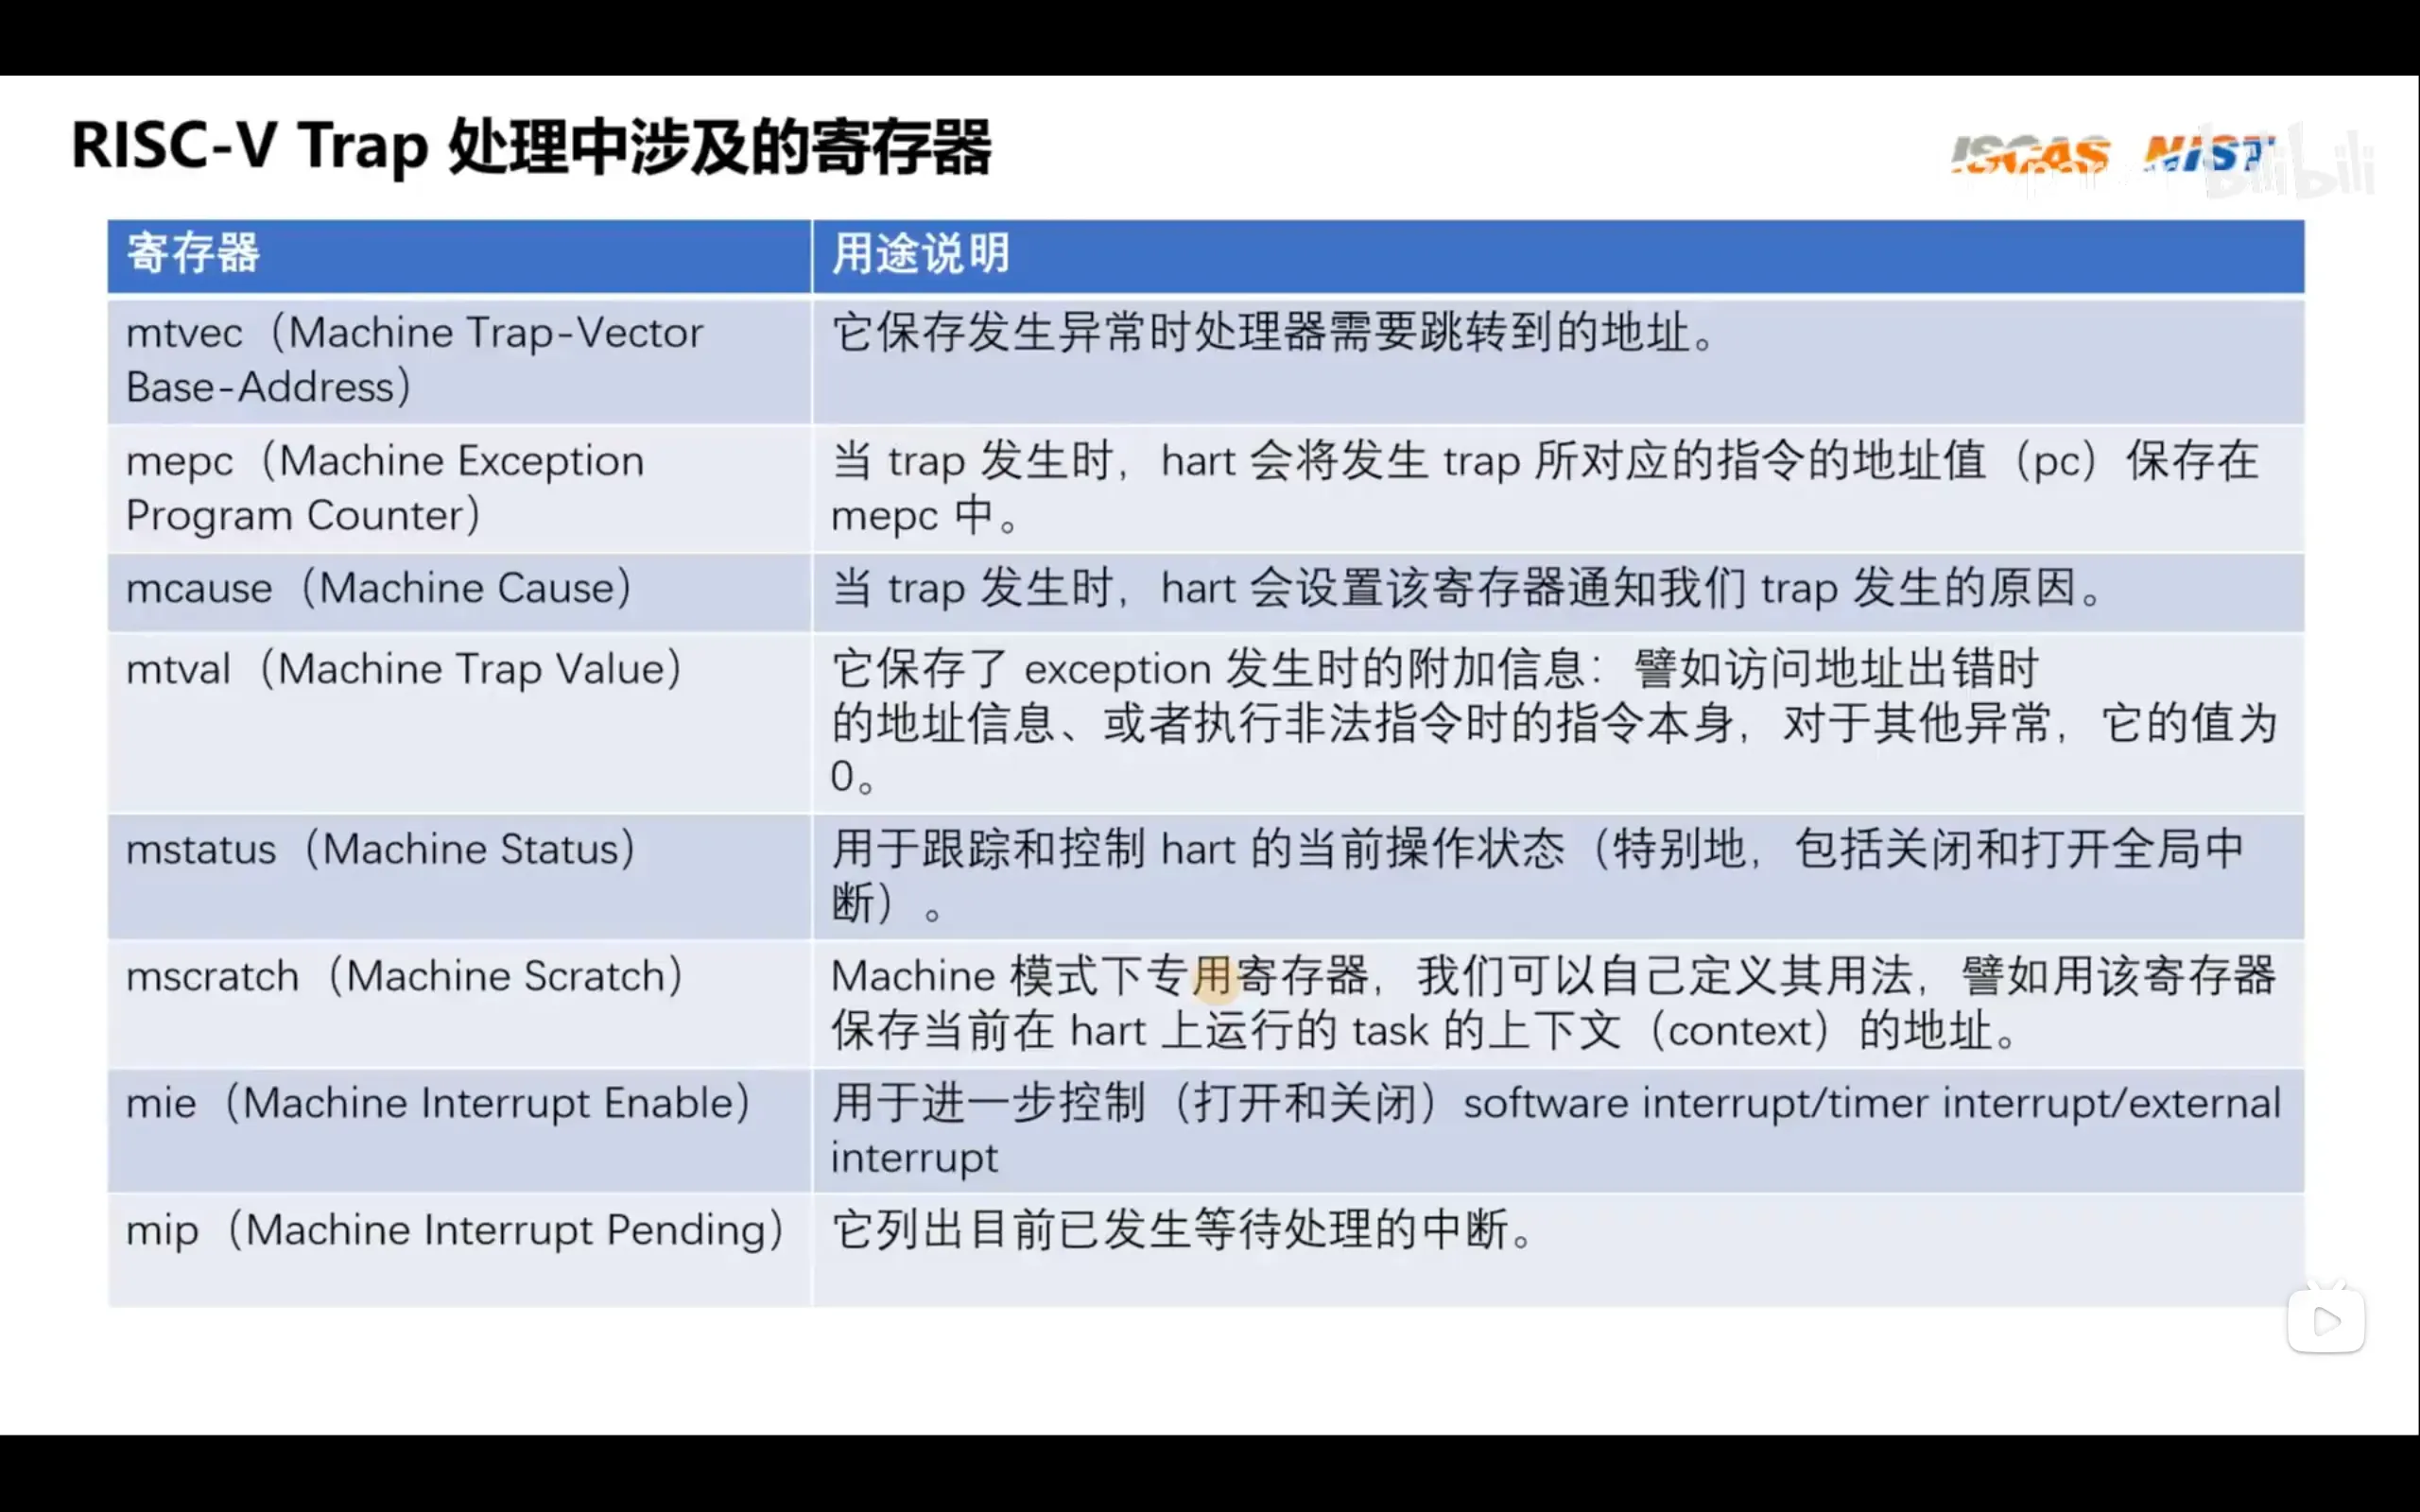 RISC-V Trap 处理中涉及的寄存器
ISCAS NIST
bilibili
寄存器
用途说明
mtvec（Machine Trap-Vector
Base-Address）
它保存发生异常时处理器需要跳转到的地址。
mepc（Machine Exception
Program Counter）
当 trap 发生时，hart 会将发生 trap 所对应的指令的地址值（pc）保存在
mepc 中。
mcause（Machine Cause）
当 trap 发生时，hart 会设置该寄存器通知我们 trap 发生的原因。
mtval（Machine Trap Value）
它保存了 exception 发生时的附加信息：譬如访问地址出错时
的地址信息、或者执行非法指令时的指令本身，对于其他异常，它的值为
0。
mstatus（Machine Status）
用于跟踪和控制 hart 的当前操作状态（特别地，包括关闭和打开全局中
断）。
mscratch（Machine Scratch）
Machine 模式下专用寄存器，我们可以自己定义其用法，譬如用该寄存器
保存当前在 hart 上运行的 task 的上下文（context）的地址。
mie（Machine Interrupt Enable）
用于进一步控制（打开和关闭）software interrupt/timer interrupt/external
interrupt
mip（Machine Interrupt Pending）
它列出目前已发生等待处理的中断。